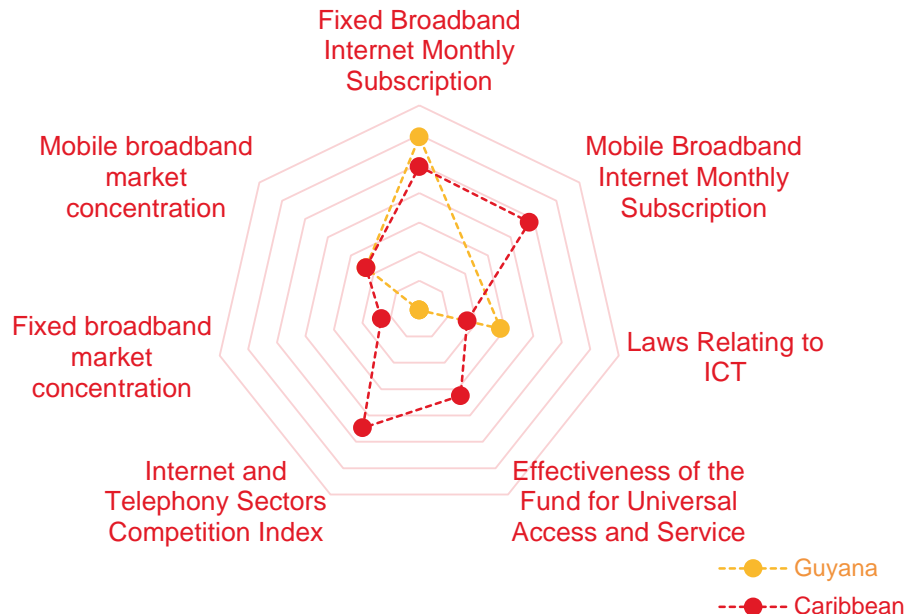 Fixed Broadband
Internet Monthly
Subscription
Mobile broadband
market
concentration
Mobile Broadband
Internet Monthly
Subscription
Fixed broadband
market
concentration
Laws Relating to
ICT
Internet and
Telephony Sectors
Competition Index
Effectiveness of the
Fund for Universal
Access and Service
Guyana
Caribbean